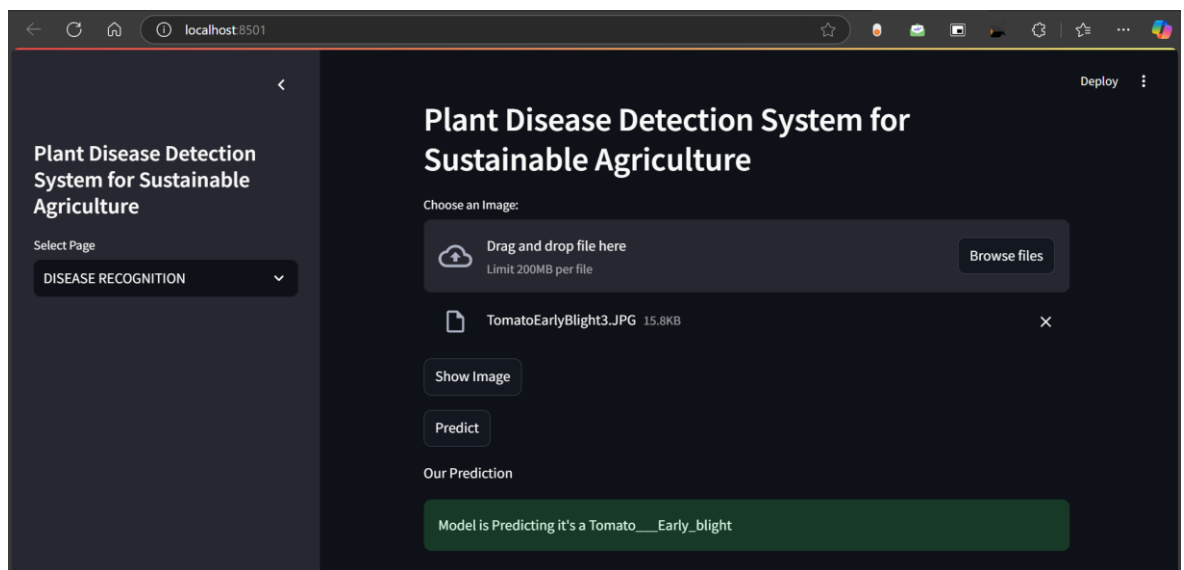 localhost:8501
Deploy
Plant Disease Detection
System for Sustainable
Agriculture
Select Page
DISEASE RECOGNITION
Plant Disease Detection System for
Sustainable Agriculture
Choose an Image:
Drag and drop file here
Limit 200MB per file
Browse files
TomatoEarlyBlight3.JPG 15.8KB
Show Image
Predict
Our Prediction
Model is Predicting it's a Tomato___Early_blight